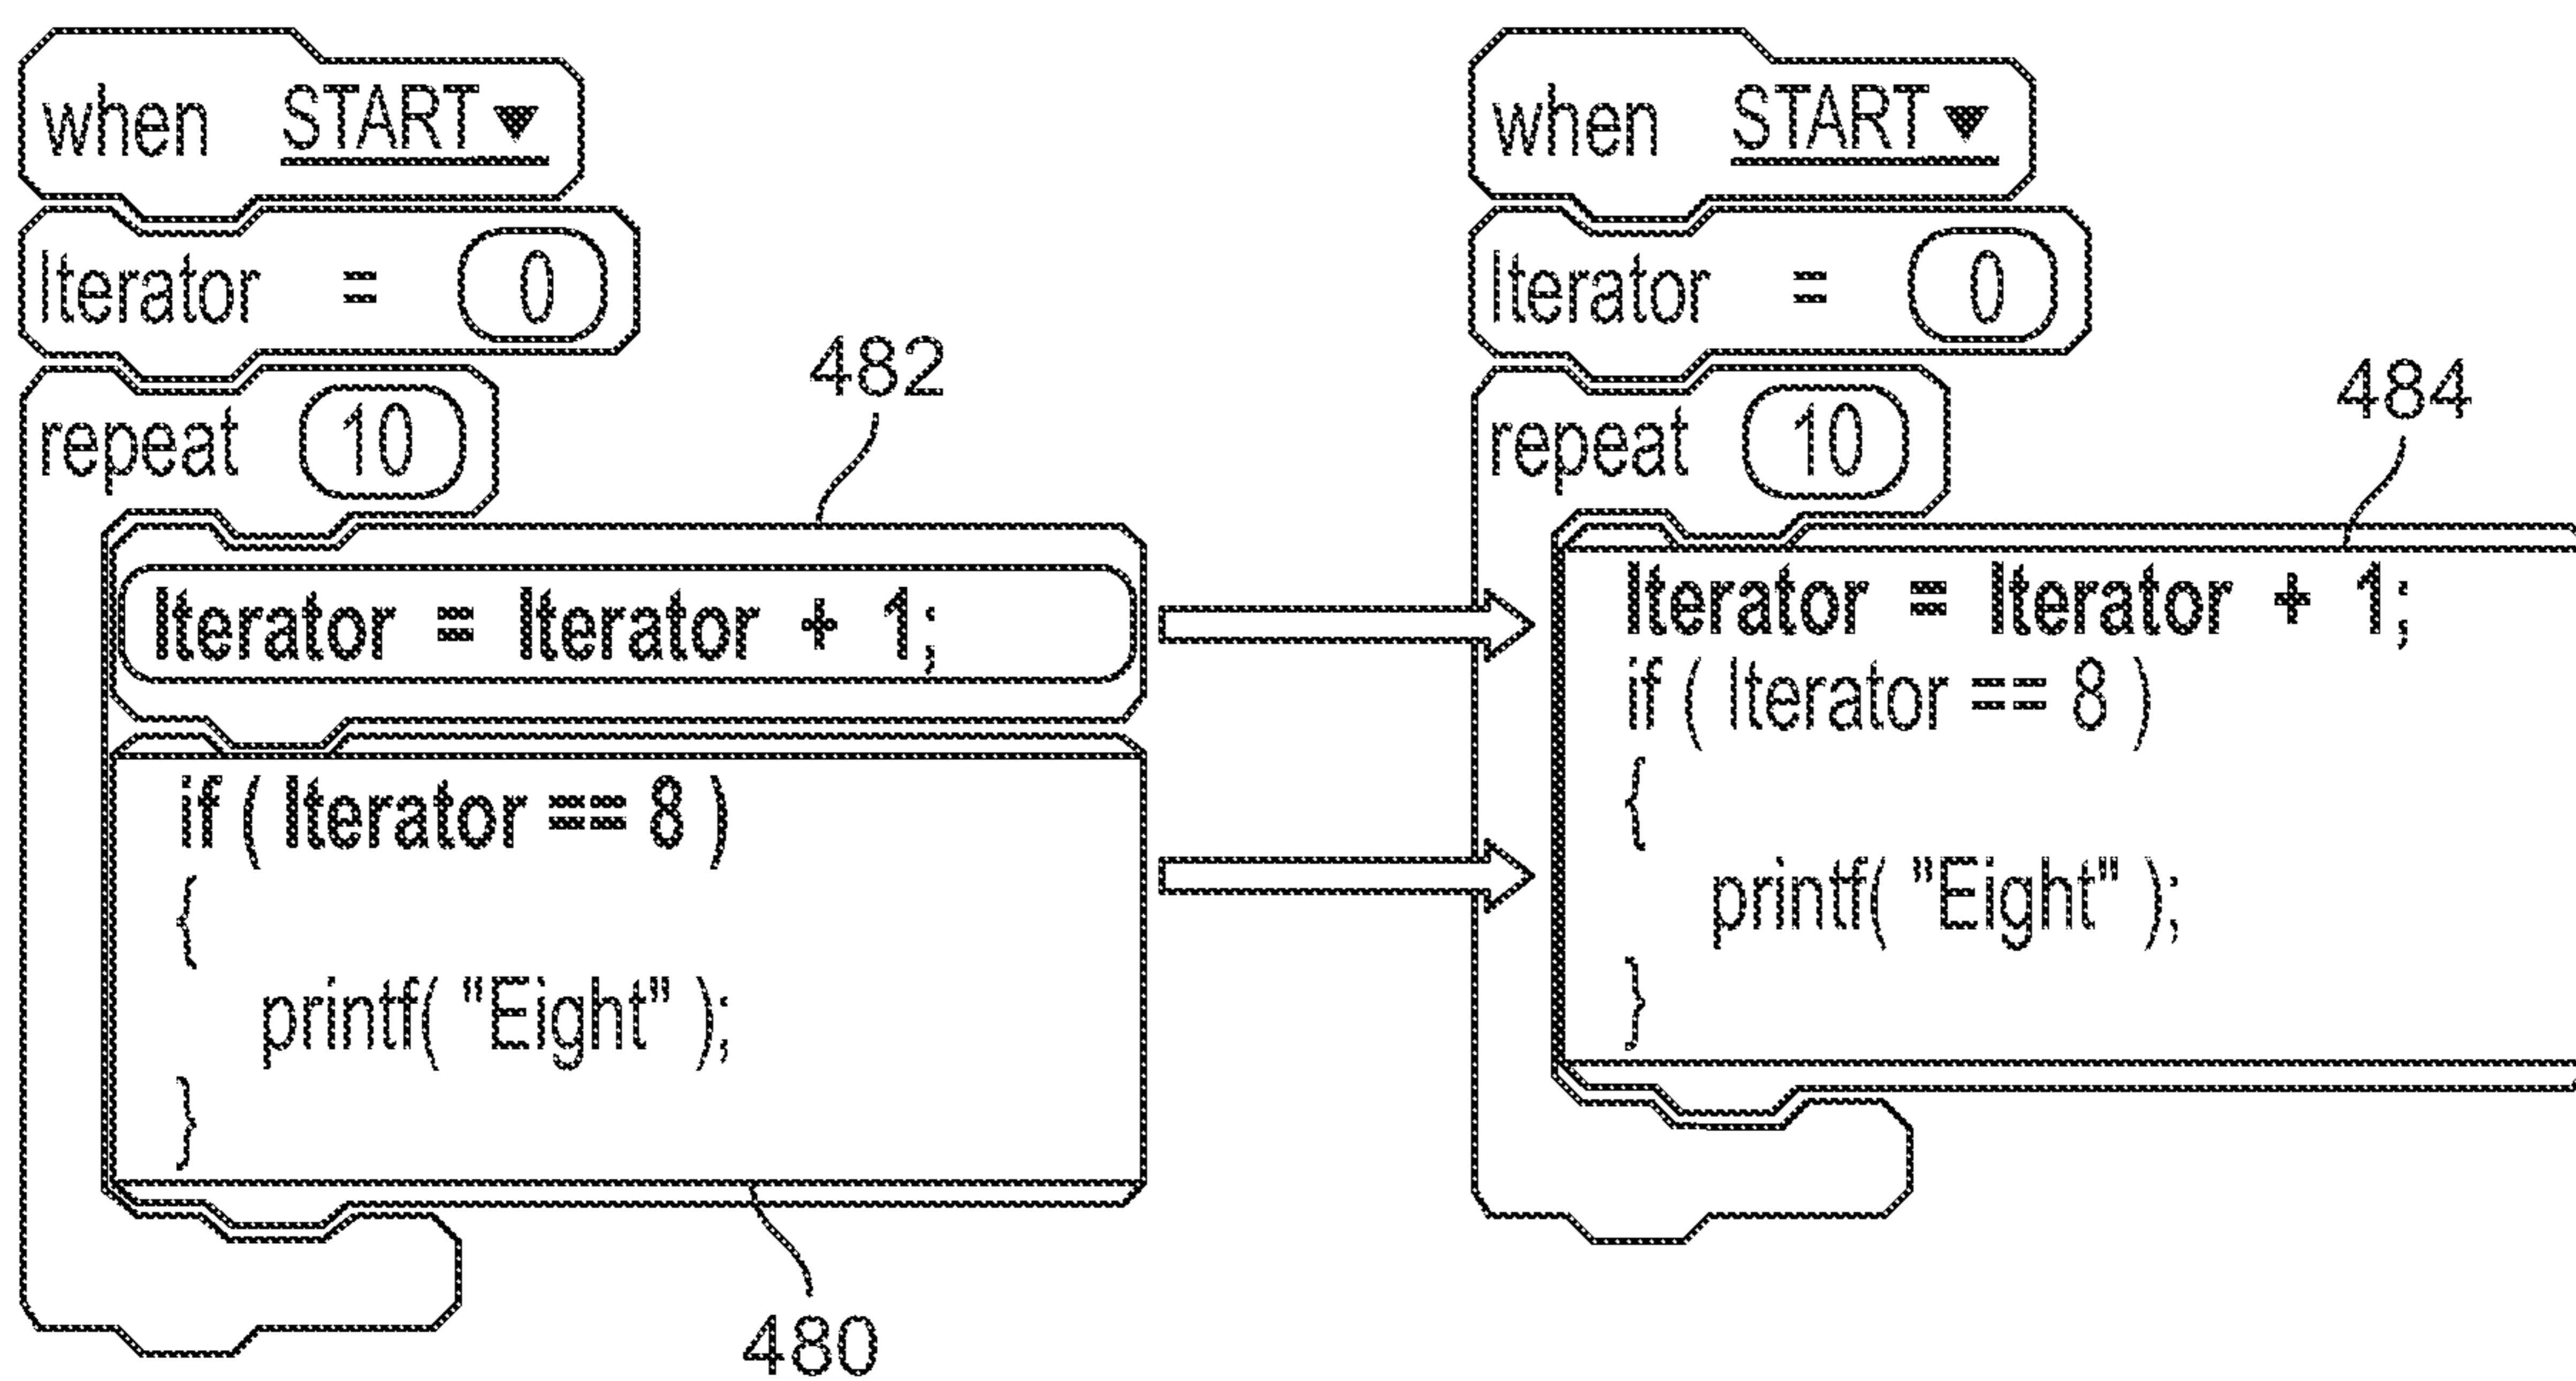 when START▼
Iterator = 0
repeat 10
482
Iterator = Iterator + 1;
if ( Iterator == 8 )
{
printf( "Eight" );
}
480
when START▼
Iterator = 0
repeat 10
484
Iterator = Iterator + 1;
if ( Iterator == 8 )
{
printf( "Eight" );
}